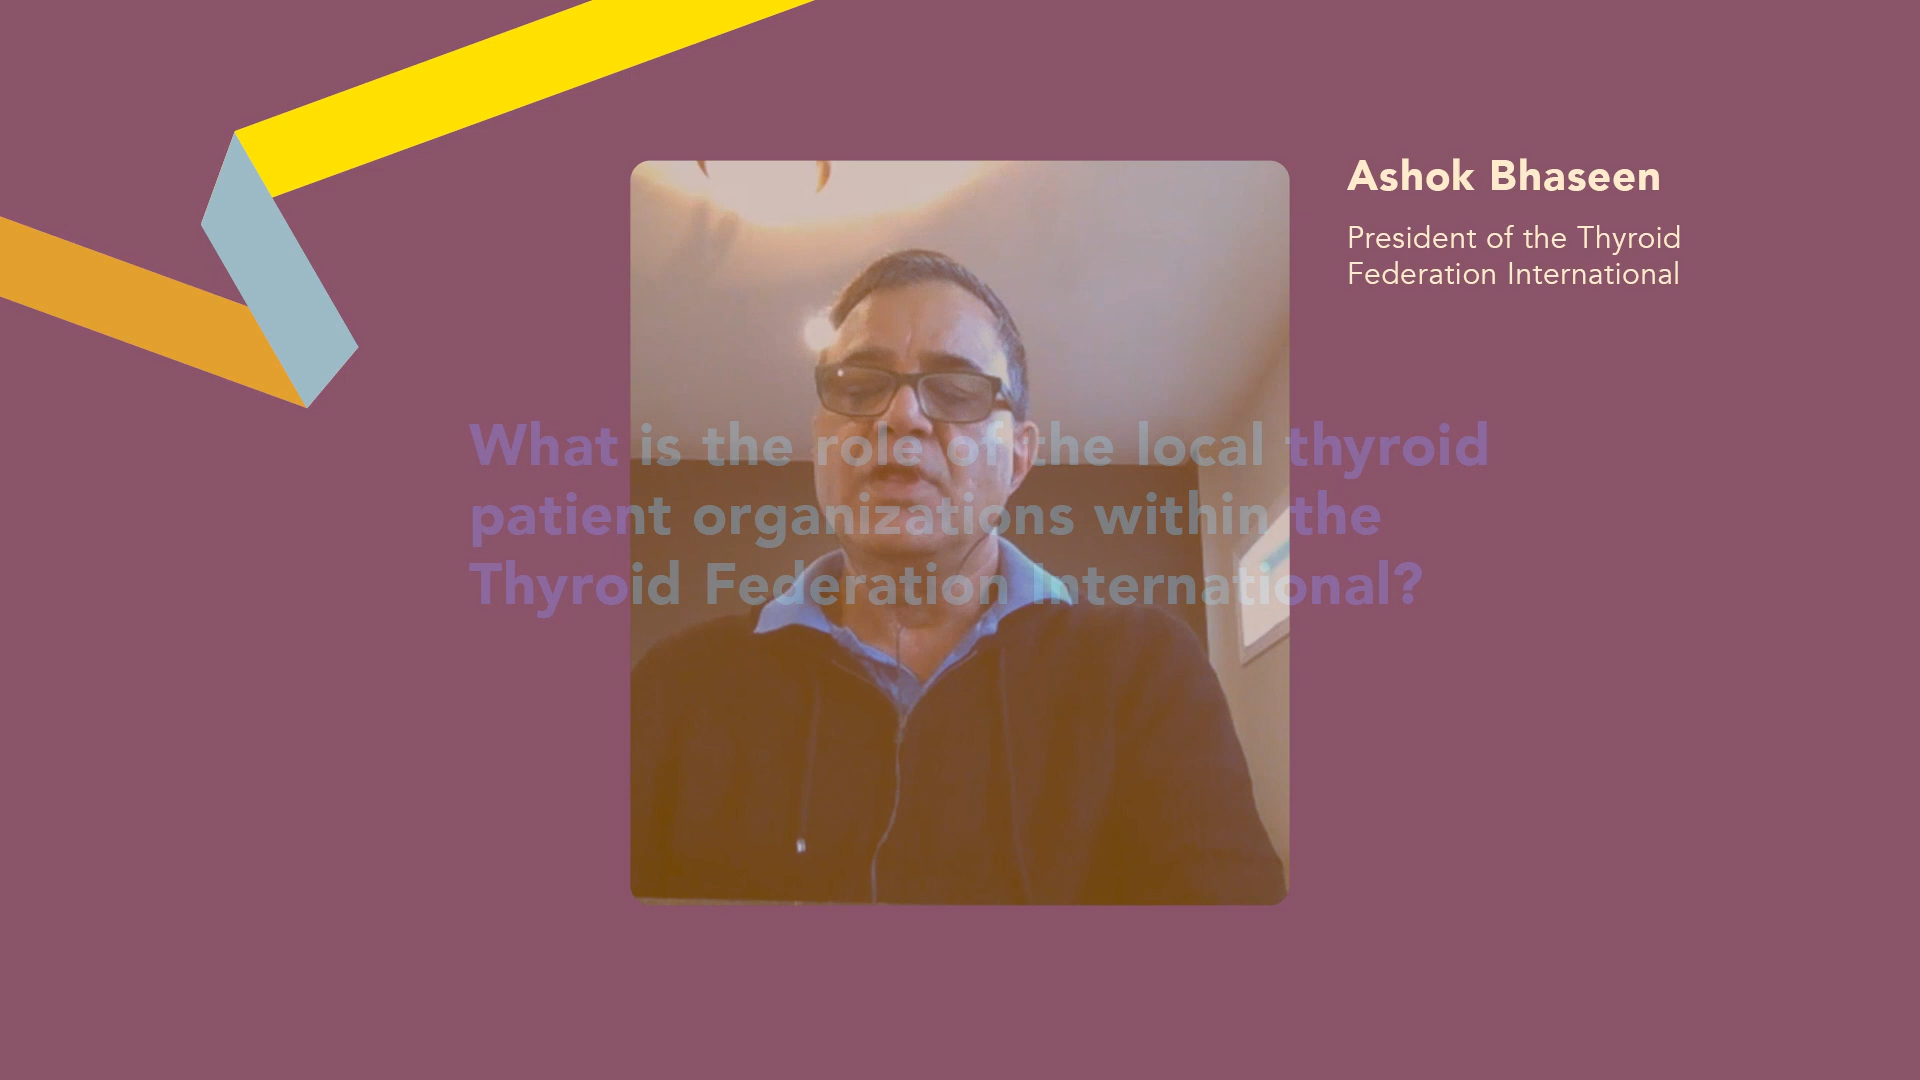 Ashok Bhaseen
President of the Thyroid
Federation International
What is the role of the local thyroid
patient organizations within the
Thyroid Federation International?